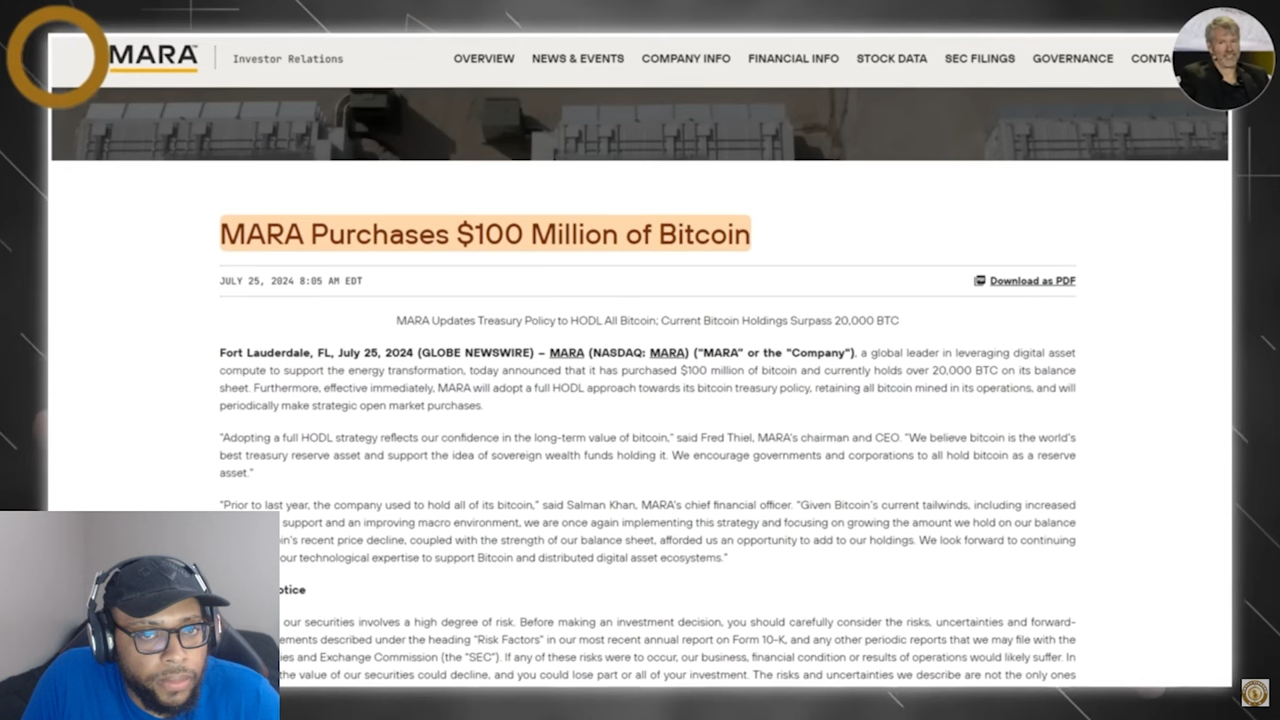 MARA
Investor Relations
OVERVIEW NEWS & EVENTS COMPANY INFO FINANCIAL INFO STOCK DATA SEC FILINGS GOVERNANCE
MARA Purchases $100 Million of Bitcoin
JULY 25, 2024 8:05 AM EDT
Download as PDF
MARA Updates Treasury Policy to HODL All Bitcoin; Current Bitcoin Holdings Surpass 20,000 BTC
Fort Lauderdale, FL, July 25, 2024 (GLOBE NEWSWIRE) – MARA (NASDAQ: MARA) ("MARA" or the "Company"), a global leader in leveraging digital asset
compute to support the energy transformation, today announced that it has purchased $100 million of bitcoin and currently holds over 20,000 BTC on its balance
sheet. Furthermore, effective immediately, MARA will adopt a full HODL approach towards its bitcoin treasury policy, retaining all bitcoin mined in its operations, and will
periodically make strategic open market purchases.
"Adopting a full HODL strategy reflects our confidence in the long-term value of bitcoin," said Fred Thiel, MARA's chairman and CEO. "We believe bitcoin is the world's
best treasury reserve asset and support the idea of sovereign wealth funds holding it. We encourage governments and corporations to all hold bitcoin as a reserve
asset."
"Prior to last year, the company used to hold all of its bitcoin," said Salman Khan, MARA's chief financial officer. "Given Bitcoin's current tailwinds, including increased
support and an improving macro environment, we are once again implementing this strategy and focusing on growing the amount we hold on our balance
recent price decline, coupled with the strength of our balance sheet, afforded us an opportunity to add to our holdings. We look forward to continuing
our technological expertise to support Bitcoin and distributed digital asset ecosystems."
our securities involves a high degree of risk. Before making an investment decision, you should carefully consider the risks, uncertainties and forward-
described under the heading "Risk Factors" in our most recent annual report on Form 10-K, and any other periodic reports that we may file with the
and Exchange Commission (the "SEC"). If any of these risks were to occur, our business, financial condition or results of operations would likely suffer. In
the value of our securities could decline, and you could lose part or all of your investment. The risks and uncertainties we describe are not the only ones